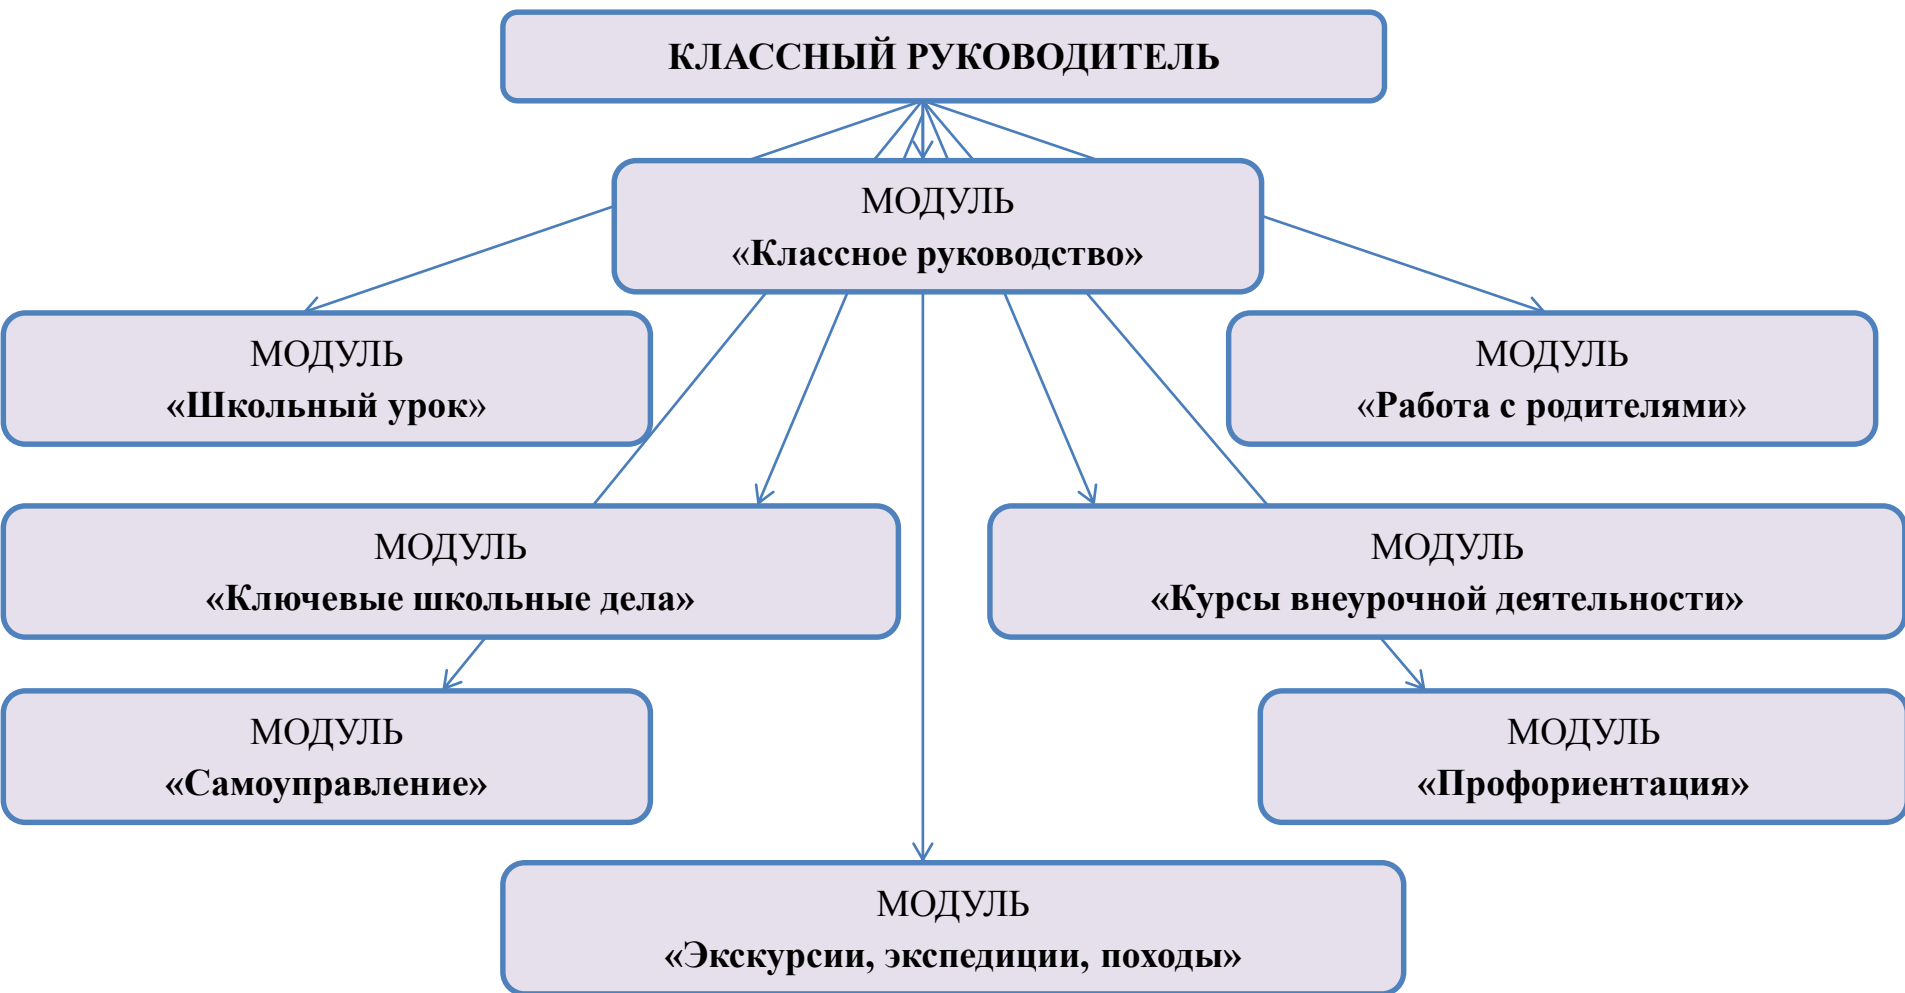 КЛАССНЫЙ РУКОВОДИТЕЛЬ
МОДУЛЬ
«Классное руководство»
МОДУЛЬ
«Школьный урок»
МОДУЛЬ
«Работа с родителями»
МОДУЛЬ
«Ключевые школьные дела»
МОДУЛЬ
«Курсы внеурочной деятельности»
МОДУЛЬ
«Самоуправление»
МОДУЛЬ
«Профориентация»
МОДУЛЬ
«Экскурсии, экспедиции, походы»